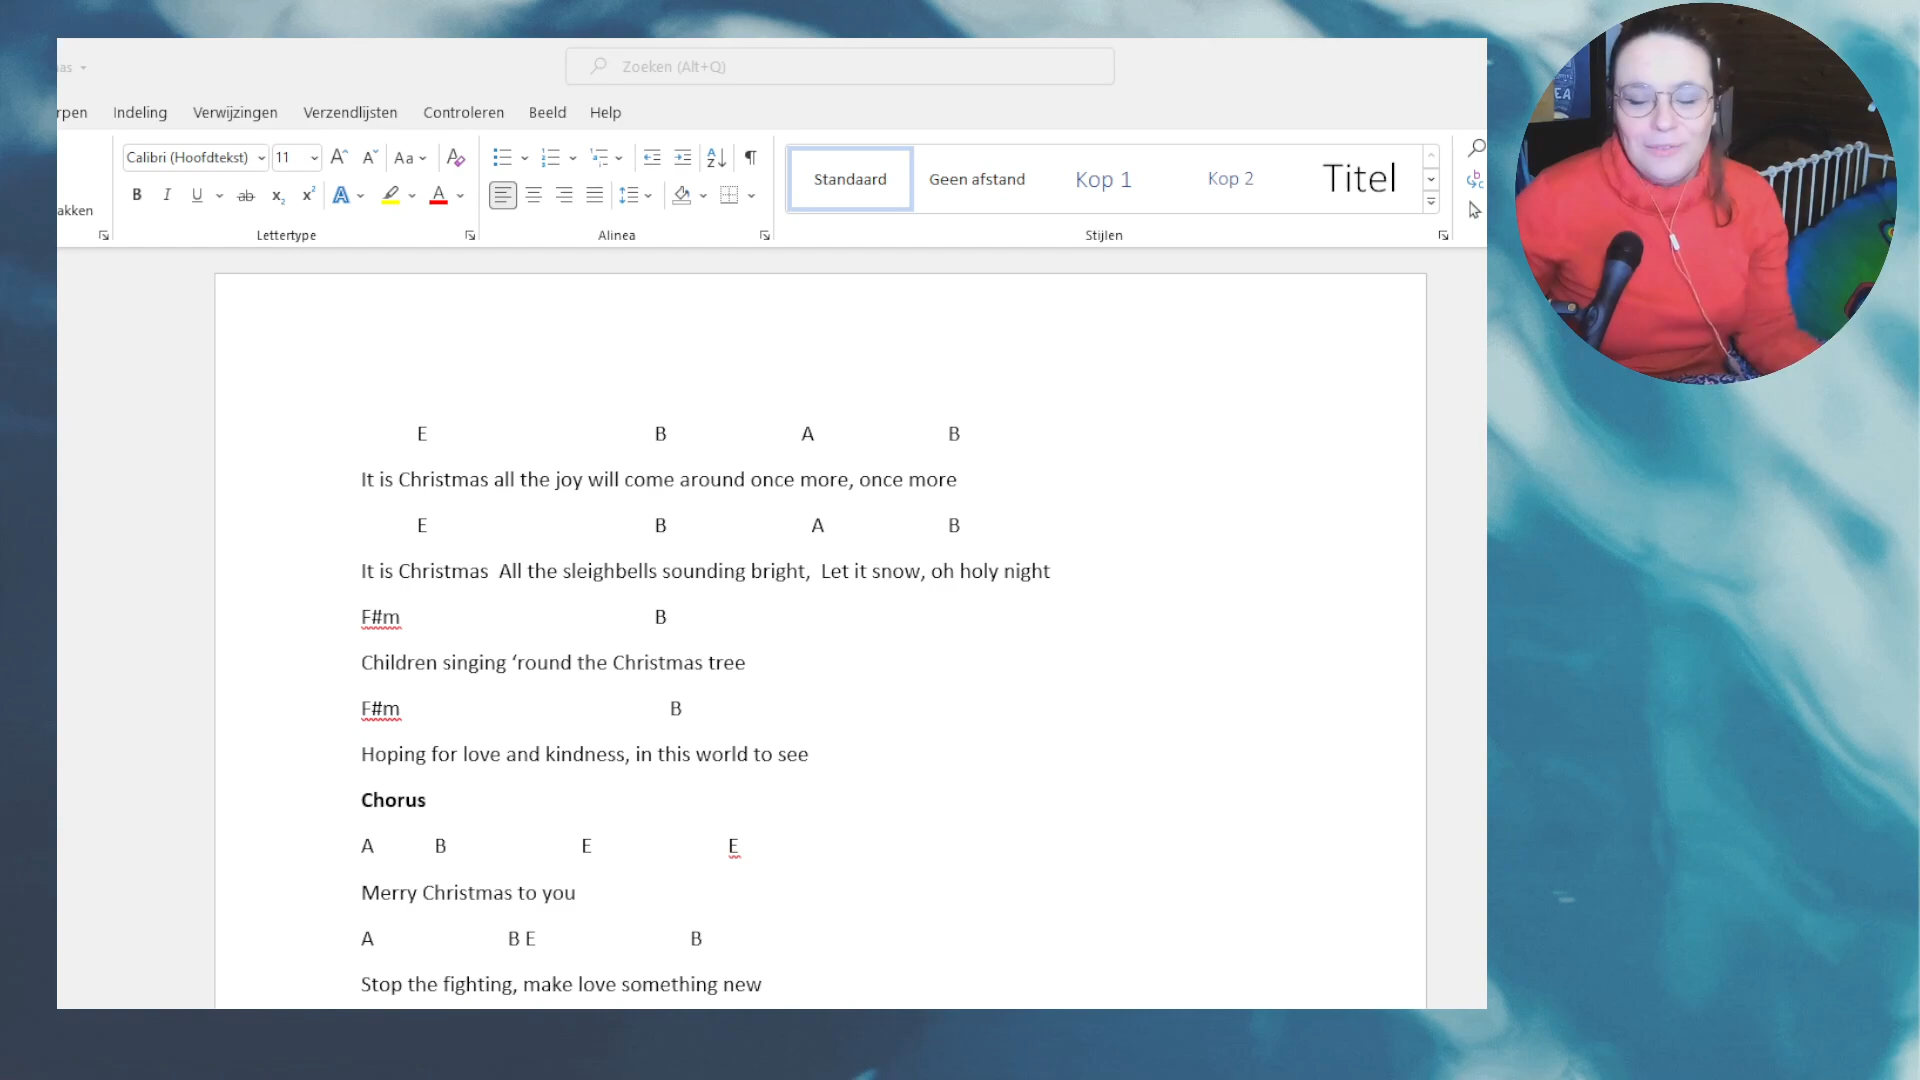 Zoeken (Alt+Q)
Indeling Verwijzingen Verzendlijsten Controleren Beeld Help
Calibri (Hoofdtekst) 11 Aa
Standaard Geen afstand Kop 1 Kop 2 Titel
Lettertype Alinea Stijlen
E B A B
It is Christmas all the joy will come around once more, once more
E B A B
It is Christmas All the sleighbells sounding bright, Let it snow, oh holy night
F#m B
Children singing ‘round the Christmas tree
F#m B
Hoping for love and kindness, in this world to see
Chorus
A B E E
Merry Christmas to you
A B E B
Stop the fighting, make love something new